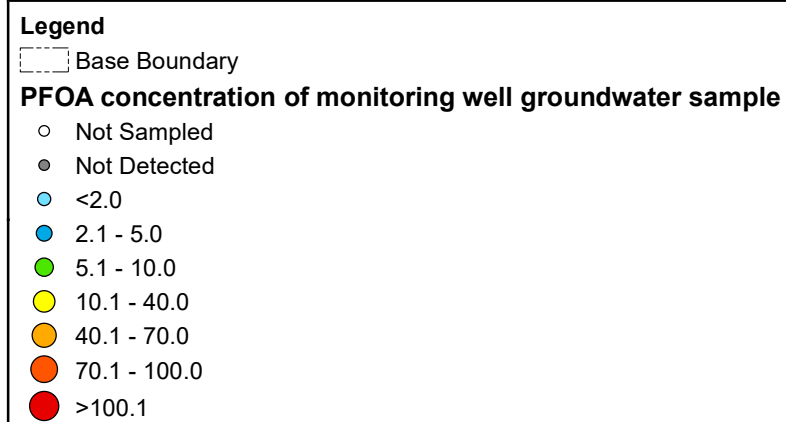 Legend
Base Boundary
PFOA concentration of monitoring well groundwater sample
Not Sampled
Not Detected
<2.0
2.1 - 5.0
5.1 - 10.0
10.1 - 40.0
40.1 - 70.0
70.1 - 100.0
>100.1